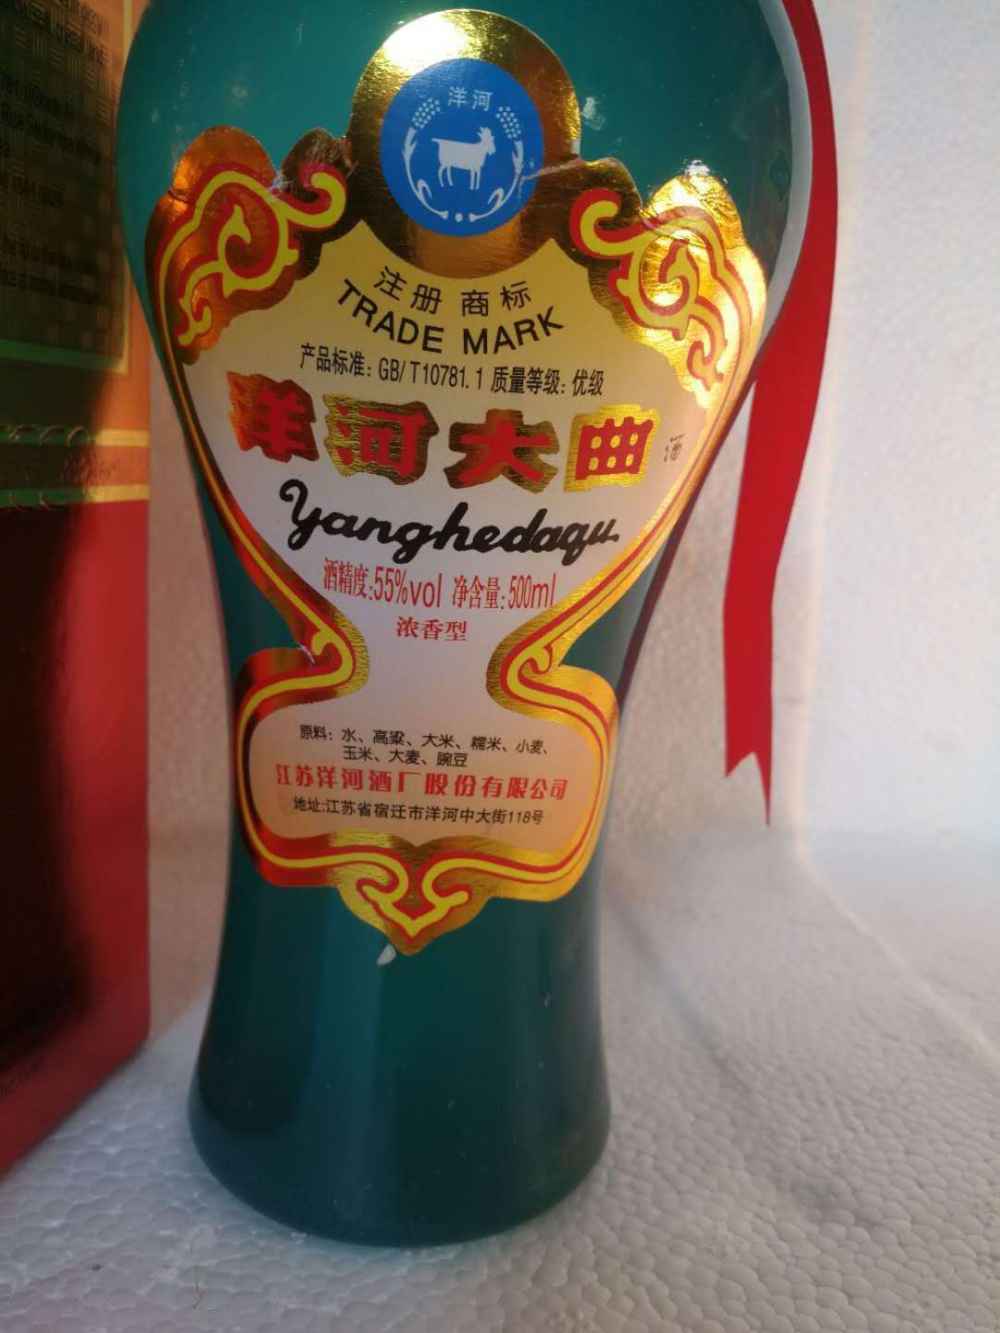 洋河
注册商标
TRADE MARK
产品标准: GB/T10781.1 质量等级: 优级
洋河大曲 酒
Yanghedaqu
酒精度:55%vol 净含量:500ml
浓香型
原料: 水、高粱、大米、糯米、小麦、
玉米、大麦、豌豆
江苏洋河酒厂股份有限公司
地址:江苏省宿迁市洋河中大街118号